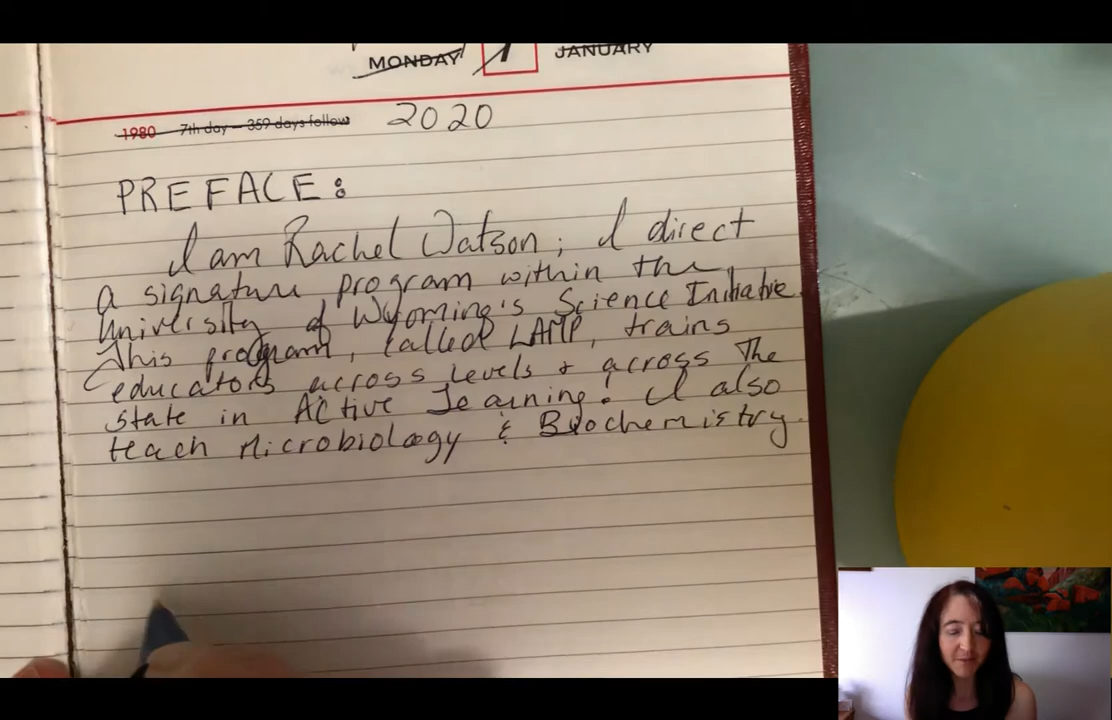 MONDAY 7 JANUARY
1980 7th day – 359 days follow 2020
PREFACE:
I am Rachel Watson; I direct
a signature program within the
University of Wyoming's Science Initiative.
This program, called LAMP, trains
educators across levels & across the
state in Active Learning! I also
teach Microbiology & Biochemistry.